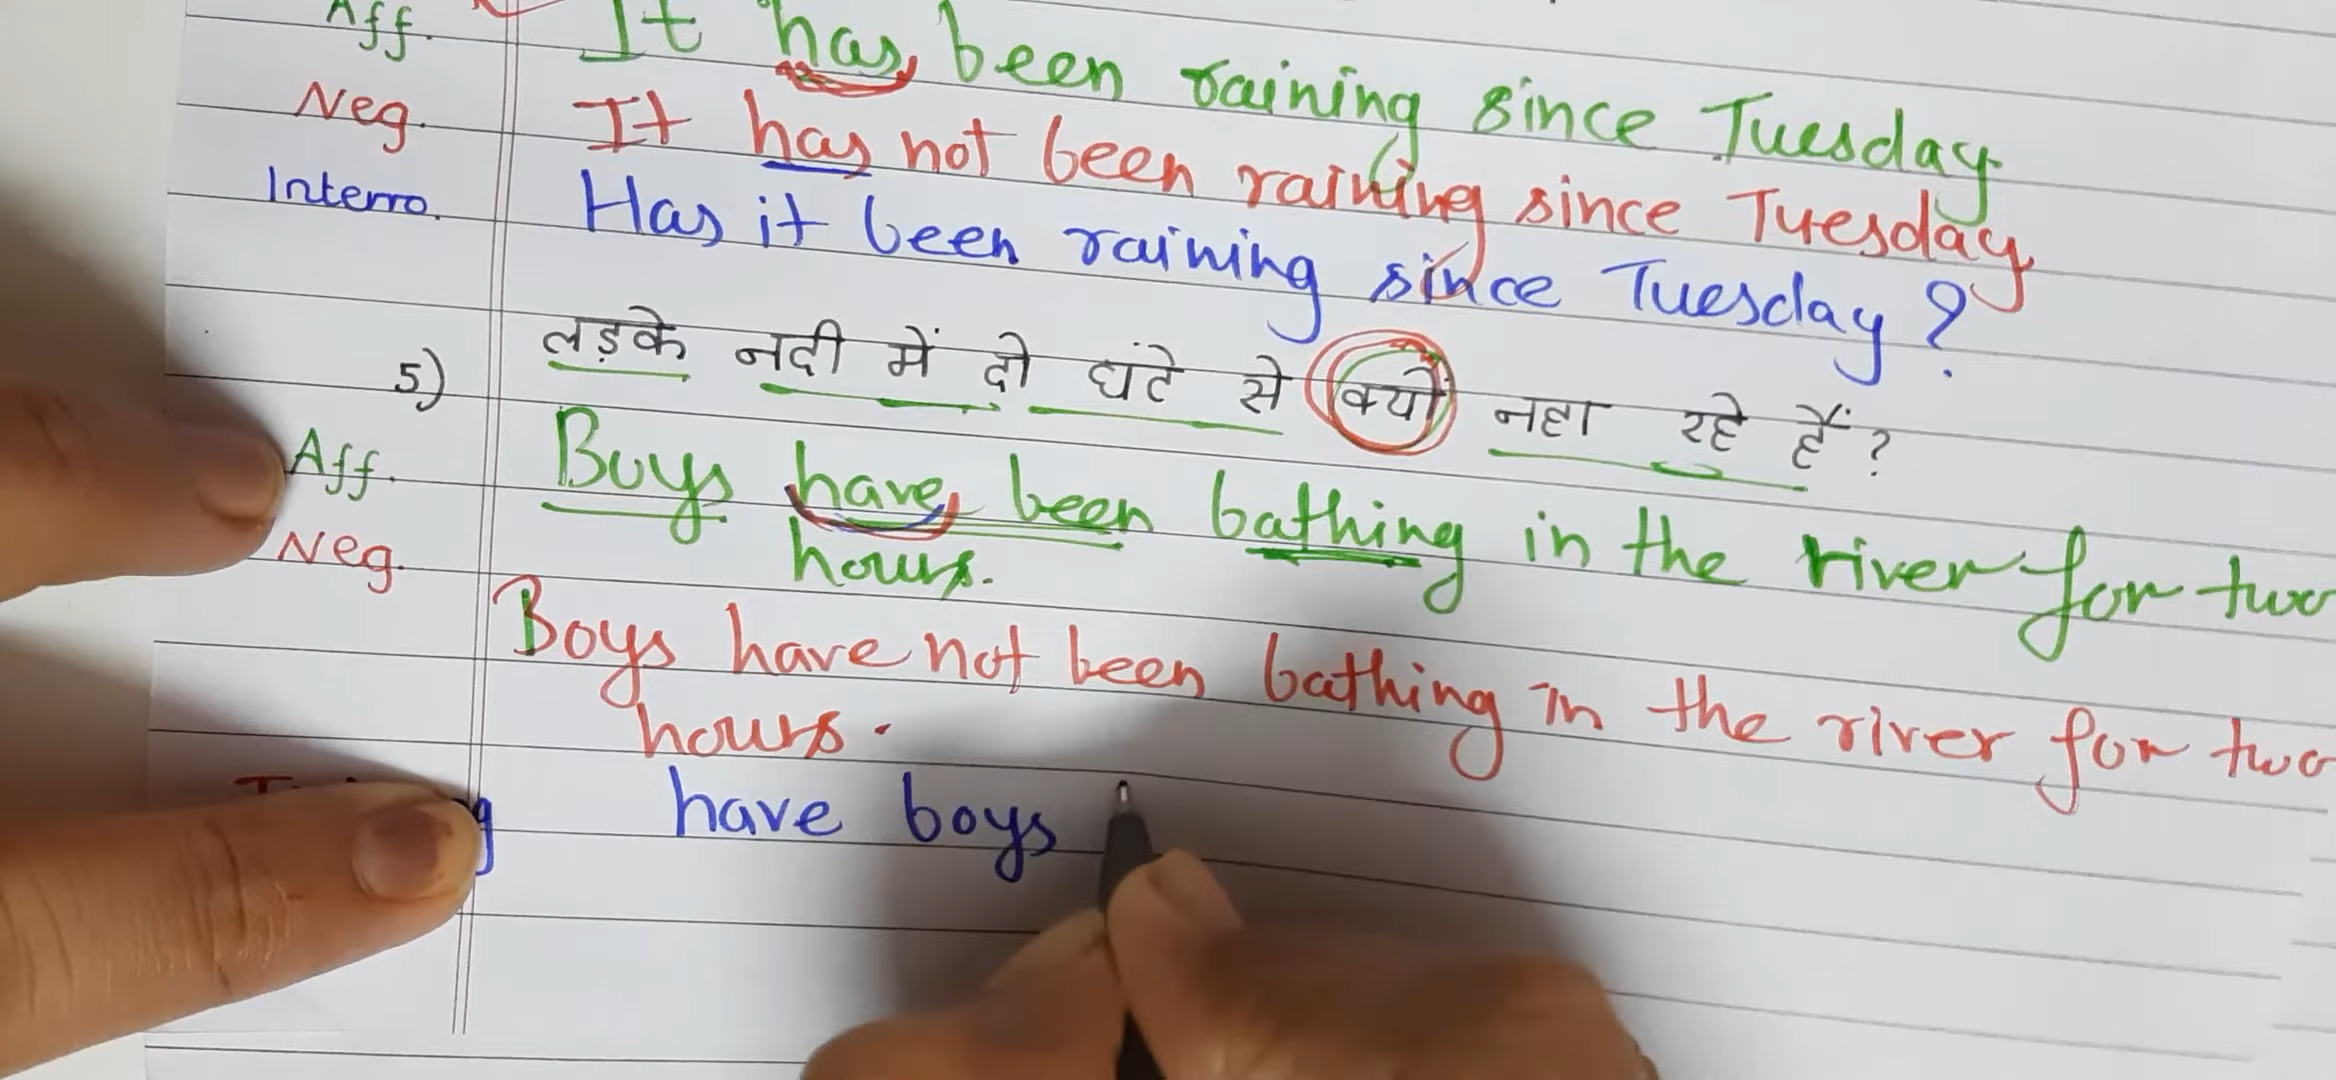 Aff. It has been raining since Tuesday.
Neg. It has not been raining since Tuesday
Interro. Has it been raining since Tuesday ?
5) लड़के नदी में दो घंटे से क्यों नहा रहे हैं ?
Aff. Boys have been bathing in the river for two
hours.
Neg.
Boys have not been bathing in the river for two
hours.
have boys